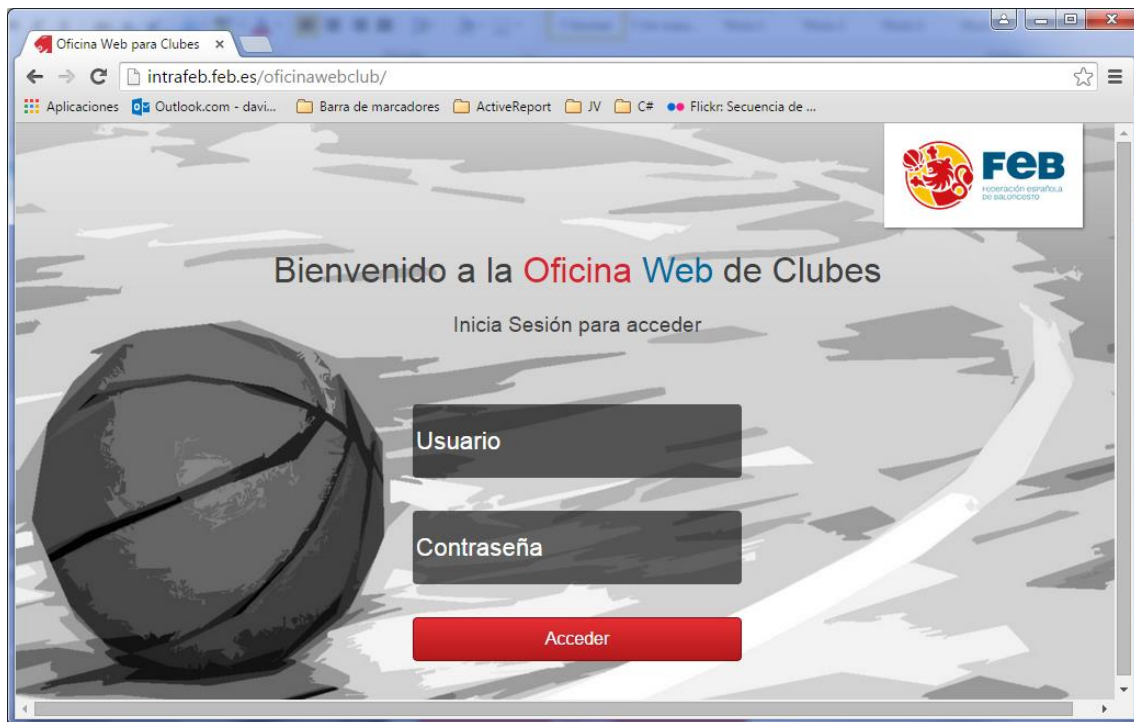 Oficina Web para Clubes
intrafeb.feb.es/oficinawebclub/
Aplicaciones Outlook.com - davi... Barra de marcadores ActiveReport JV C# Flickr: Secuencia de ...
FEB
FEDERACIÓN ESPAÑOLA
DE BALONCESTO
Bienvenido a la Oficina Web de Clubes
Inicia Sesión para acceder
Usuario
Contraseña
Acceder